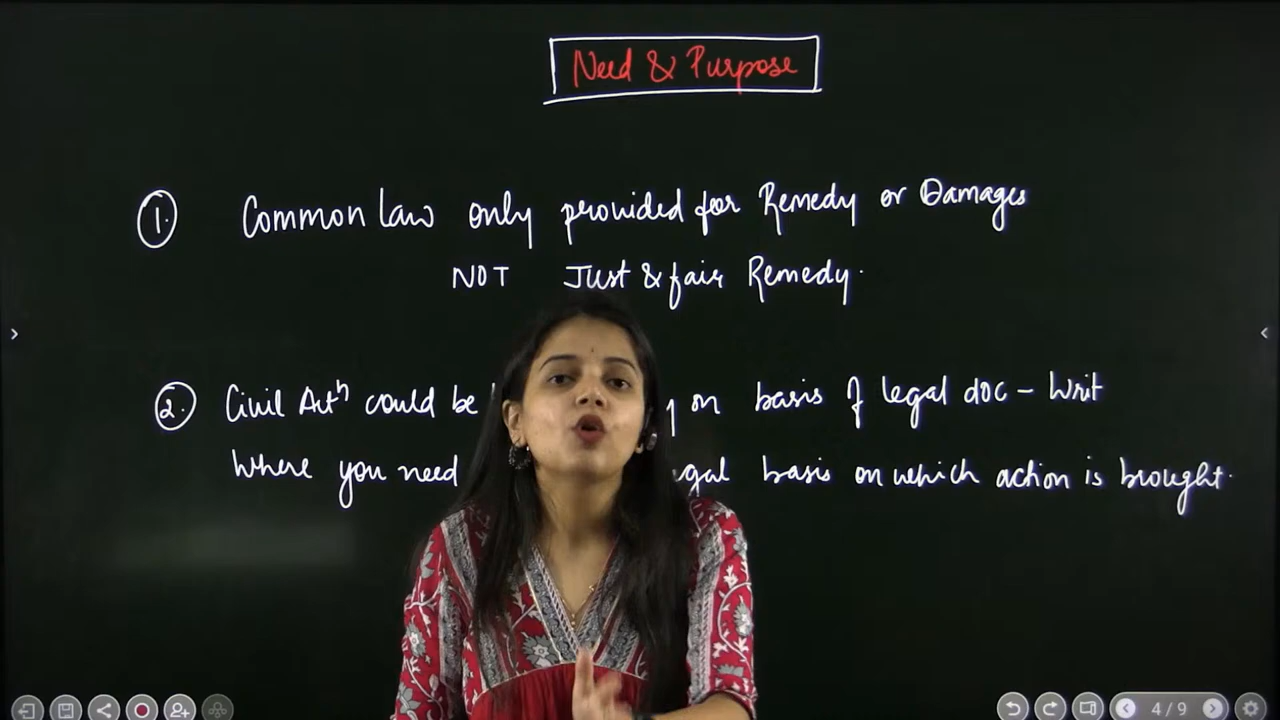 Need & Purpose
1. Common law only provided for Remedy or Damages
NOT Just & fair Remedy.
2. Civil Actn could be on basis of legal doc - Writ
Where you need basis on which action is brought.
4/9